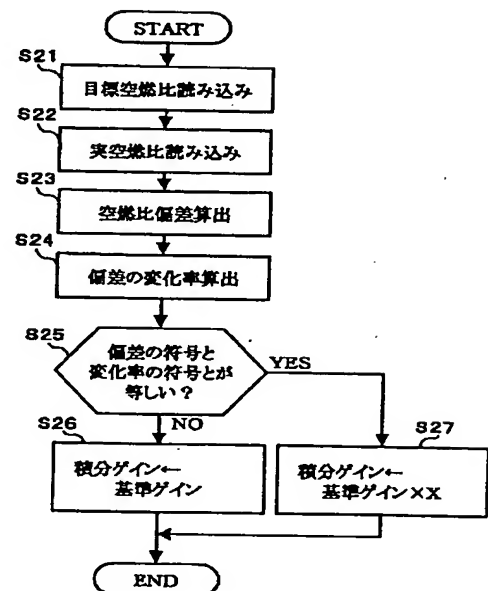 START
S21
目標空燃比読み込み
S22
実空燃比読み込み
S23
空燃比偏差算出
S24
偏差の変化率算出
S25
偏差の符号と
変化率の符号とが
等しい?
YES
NO
S26
積分ゲイン←
基準ゲイン
S27
積分ゲイン←
基準ゲイン×X
END